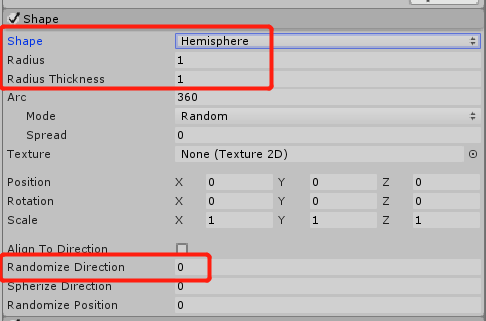 Shape
Shape Hemisphere
Radius 1
Radius Thickness 1
Arc 360
Mode Random
Spread 0
Texture None (Texture 2D)
Position X 0 Y 0 Z 0
Rotation X 0 Y 0 Z 0
Scale X 1 Y 1 Z 1
Align To Direction
Randomize Direction 0
Spherize Direction 0
Randomize Position 0